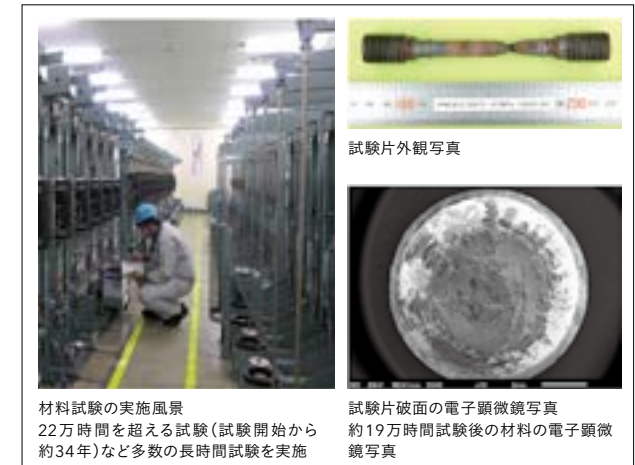 試験片外観写真
材料試験の実施風景
22万時間を超える試験(試験開始から
約34年)など多数の長時間試験を実施
試験片破面の電子顕微鏡写真
約19万時間試験後の材料の電子顕微
鏡写真